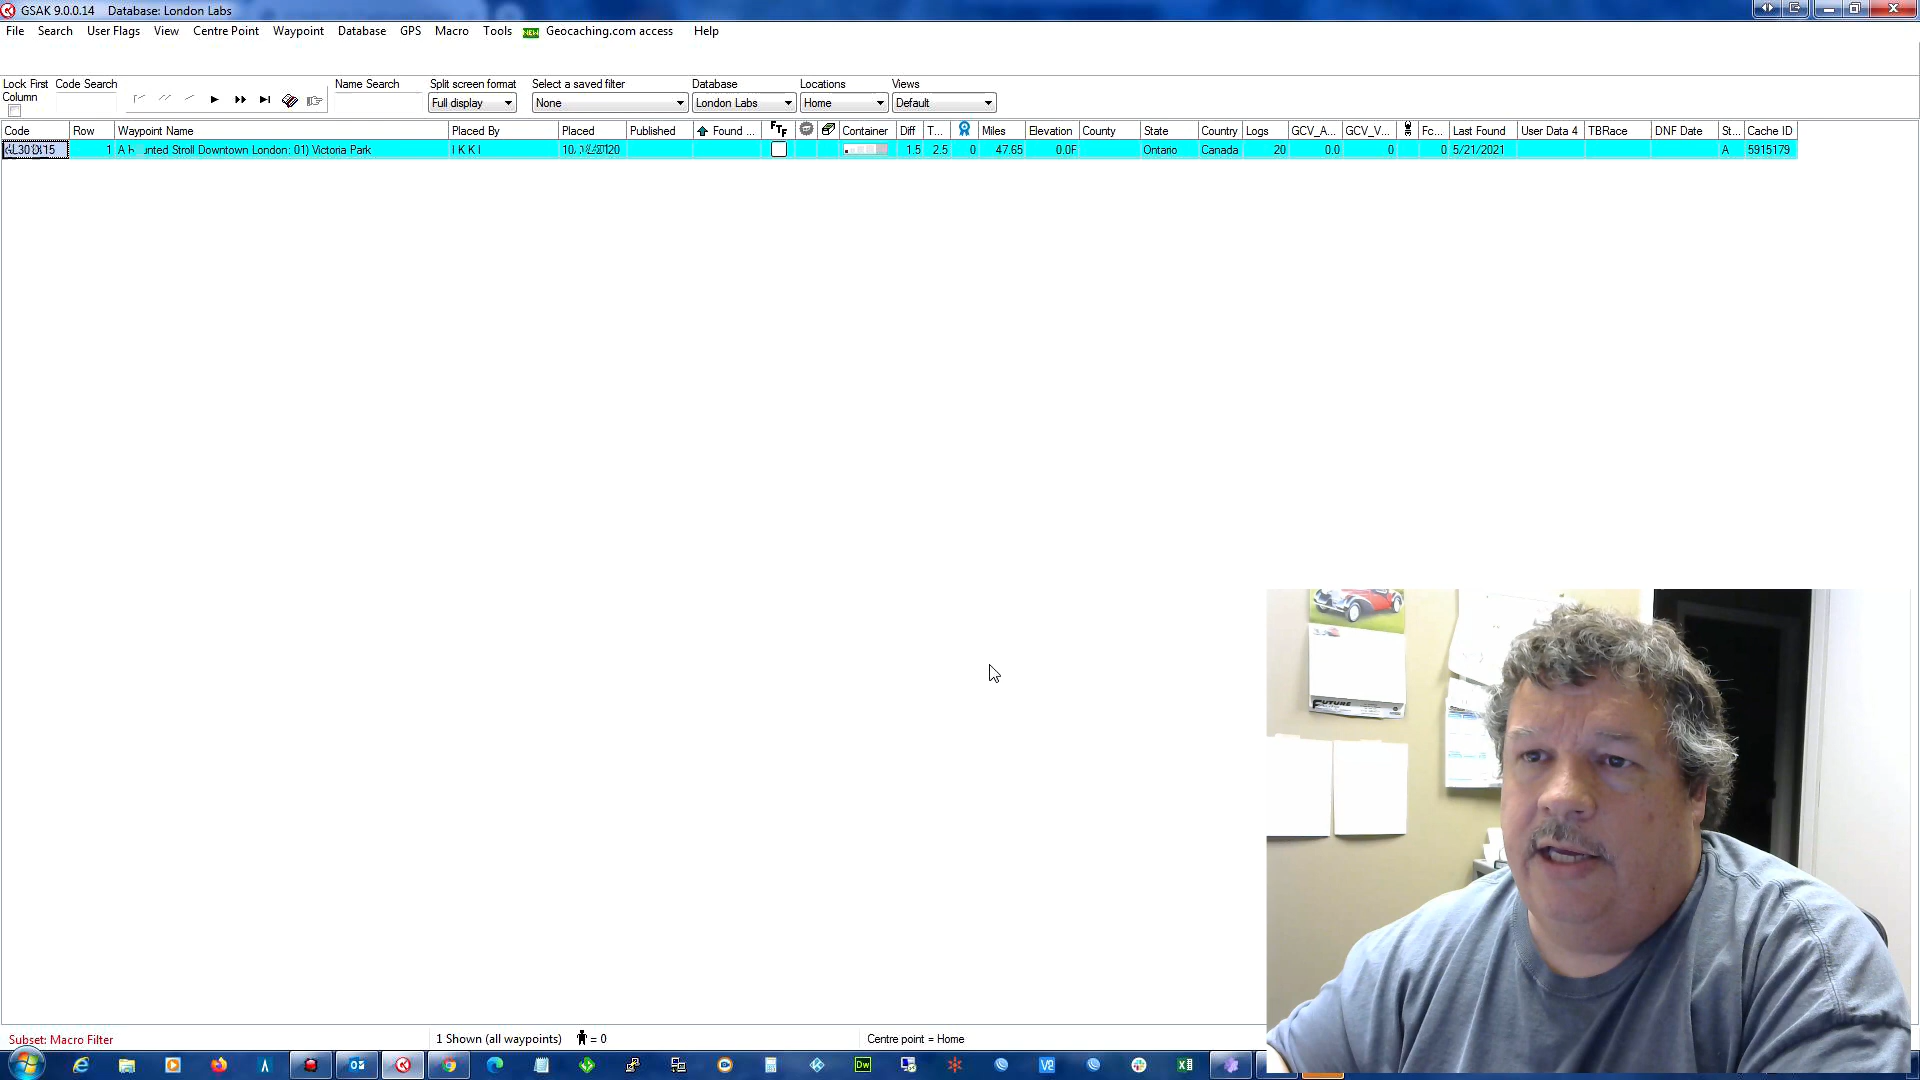 GSAK 9.0.0.14 Database: London Labs
File Search User Flags View Centre Point Waypoint Database GPS Macro Tools NEW Geocaching.com access Help
Lock First Column Code Search Name Search Split screen format Select a saved filter Database Locations Views
Full display None London Labs Home Default
Code Row Waypoint Name Placed By Placed Published Found ... FTF Container Diff T... Miles Elevation County State Country Logs GCV_A... GCV_V... Fc... Last Found User Data 4 TBRace DNF Date St... Cache ID
1 Stroll Downtown London: 01) Victoria Park 1.5 2.5 0 47.65 0.0F Ontario Canada 20 0.0 0 0 5/21/2021 A 5915179
FUTURE
Subset: Macro Filter 1 Shown (all waypoints) = 0 Centre point = Home
Dw